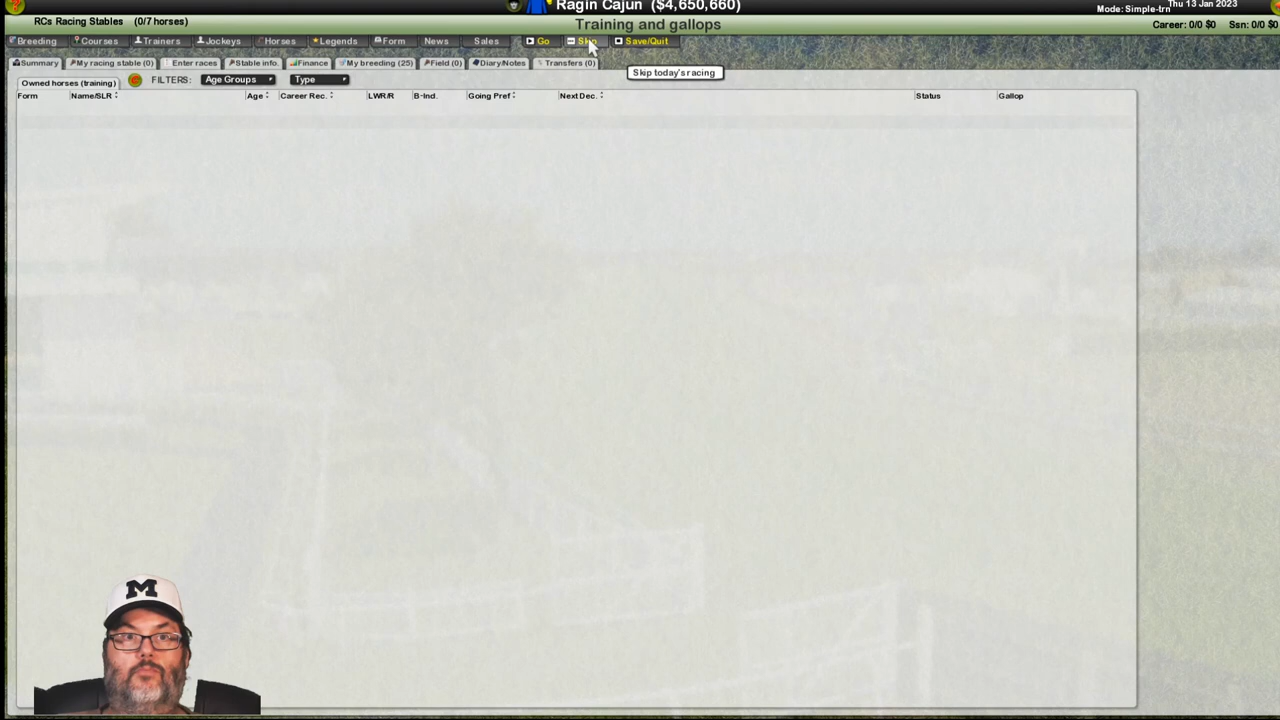 Ragin Cajun ($4,650,660)
Mode: Simple-trn Thu 13 Jan 2023
RCs Racing Stables (0/7 horses)
Training and gallops
Career: 0/0 $0 Ssn: 0/0 $0
Breeding Courses Trainers Jockeys Horses Legends Form News Sales Go Skip Save/Quit
Summary My racing stable (0) Enter races Stable info. Finance My breeding (25) Field (0) Diary/Notes Transfers (0)
Skip today's racing
Owned horses (training) FILTERS: Age Groups Type
Form Name/SLR Age Career Rec. LWR/R B-Ind. Going Pref Next Dec. Status Gallop
M